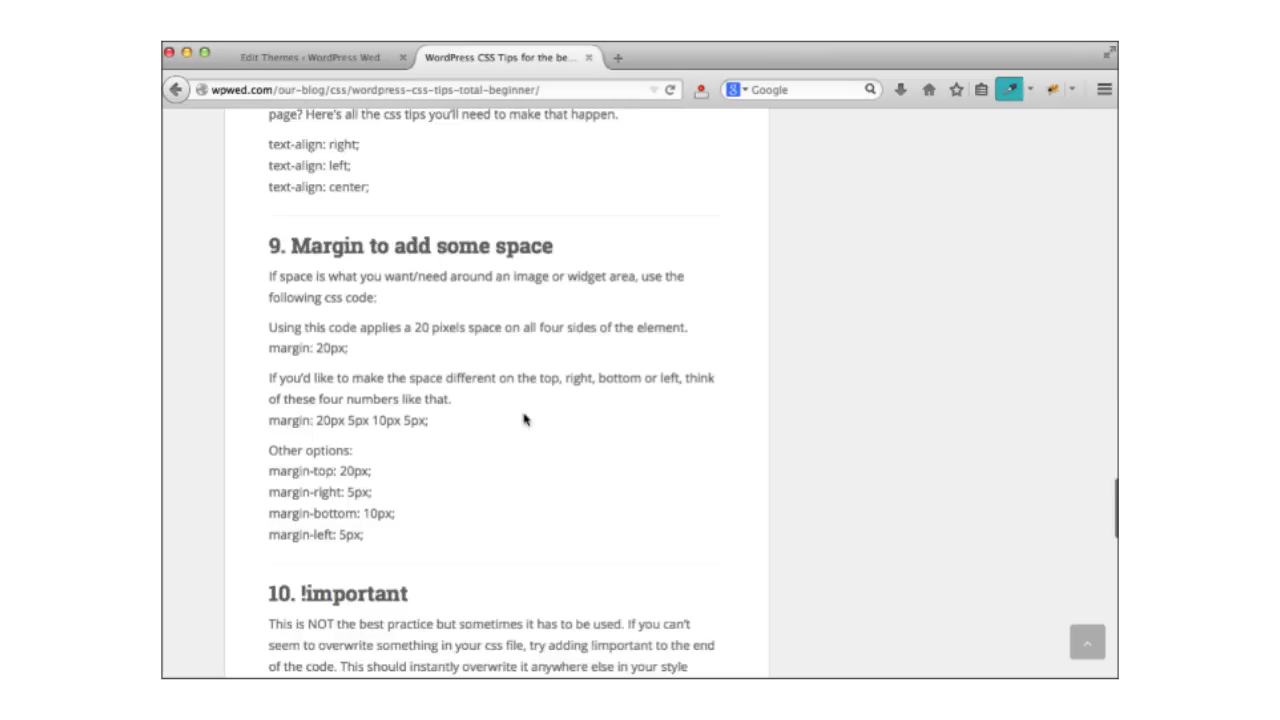 Edit Themes ‹ WordPress Wed...
WordPress CSS Tips for the be...
wpwed.com/our-blog/css/wordpress-css-tips-total-beginner/
Google
page? Here's all the css tips you'll need to make that happen.
text-align: right;
text-align: left;
text-align: center;
9. Margin to add some space
If space is what you want/need around an image or widget area, use the
following css code:
Using this code applies a 20 pixels space on all four sides of the element.
margin: 20px;
If you'd like to make the space different on the top, right, bottom or left, think
of these four numbers like that.
margin: 20px 5px 10px 5px;
Other options:
margin-top: 20px;
margin-right: 5px;
margin-bottom: 10px;
margin-left: 5px;
10. !important
This is NOT the best practice but sometimes it has to be used. If you can't
seem to overwrite something in your css file, try adding !important to the end
of the code. This should instantly overwrite it anywhere else in your style